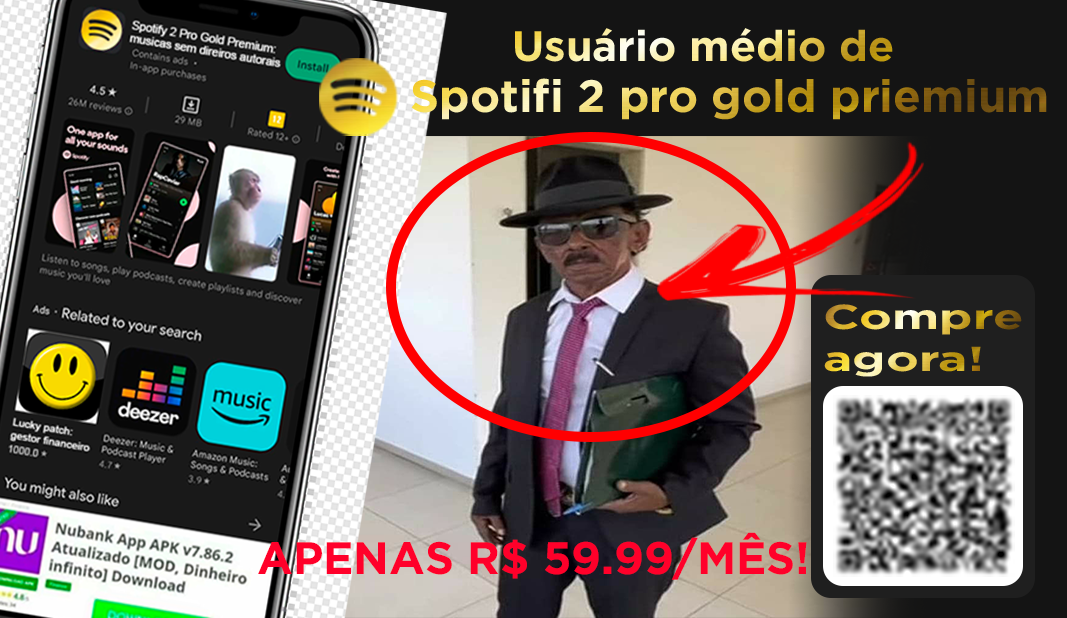 Spotify 2 Pro Gold Premium:
musicas sem direiros autorais
Contains ads •
In-app purchases
Install
4.5 ★
26M reviews
29 MB
12
Rated 12+
One app for
all your sounds
Spotify
RapCaviar
Listen to songs, play podcasts, create playlists and discover
music you'll love
Ads • Related to your search
Lucky patch:
gestor financeiro
1000.0 ★
deezer
Deezer: Music &
Podcast Player
4.7 ★
music
Amazon Music:
Songs & Podcasts
3.9 ★
You might also like
nu
Nubank App APK v7.86.2
Atualizado [MOD, Dinheiro
infinito] Download
Usuário médio de
Spotifi 2 pro gold priemium
Compre
agora!
APENAS R$ 59.99/MÊS!